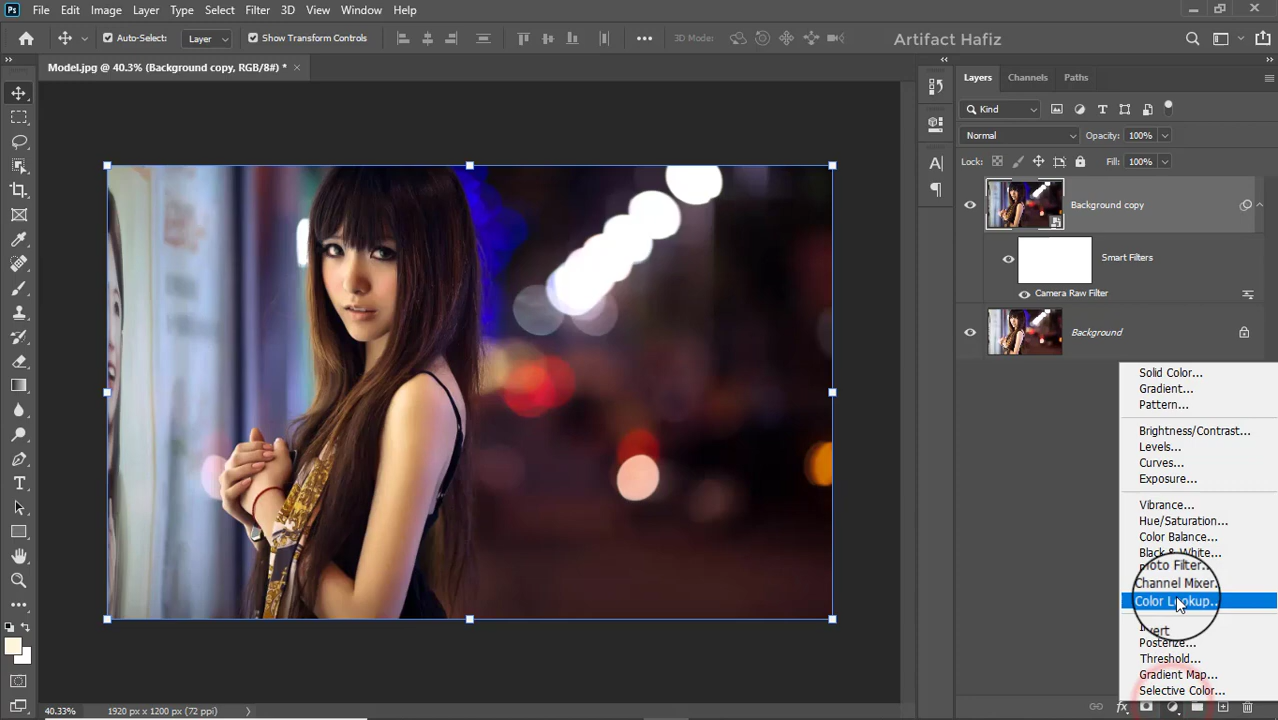 Ps File Edit Image Layer Type Select Filter 3D View Window Help
Auto-Select: Layer Show Transform Controls 3D Mode: Artifact Hafiz
Model.jpg @ 40.3% (Background copy, RGB/8#) * ×
Layers Channels Paths
Kind
Normal Opacity: 100%
Lock: Fill: 100%
Background copy
Smart Filters
Camera Raw Filter
Background
Solid Color...
Gradient...
Pattern...
Brightness/Contrast...
Levels...
Curves...
Exposure...
Vibrance...
Hue/Saturation...
Color Balance...
Black & White...
Photo Filter...
Channel Mixer...
Color Lookup...
Invert
Posterize...
Threshold...
Gradient Map...
Selective Color...
fx
40.33% 1920 px x 1200 px (72 ppi)